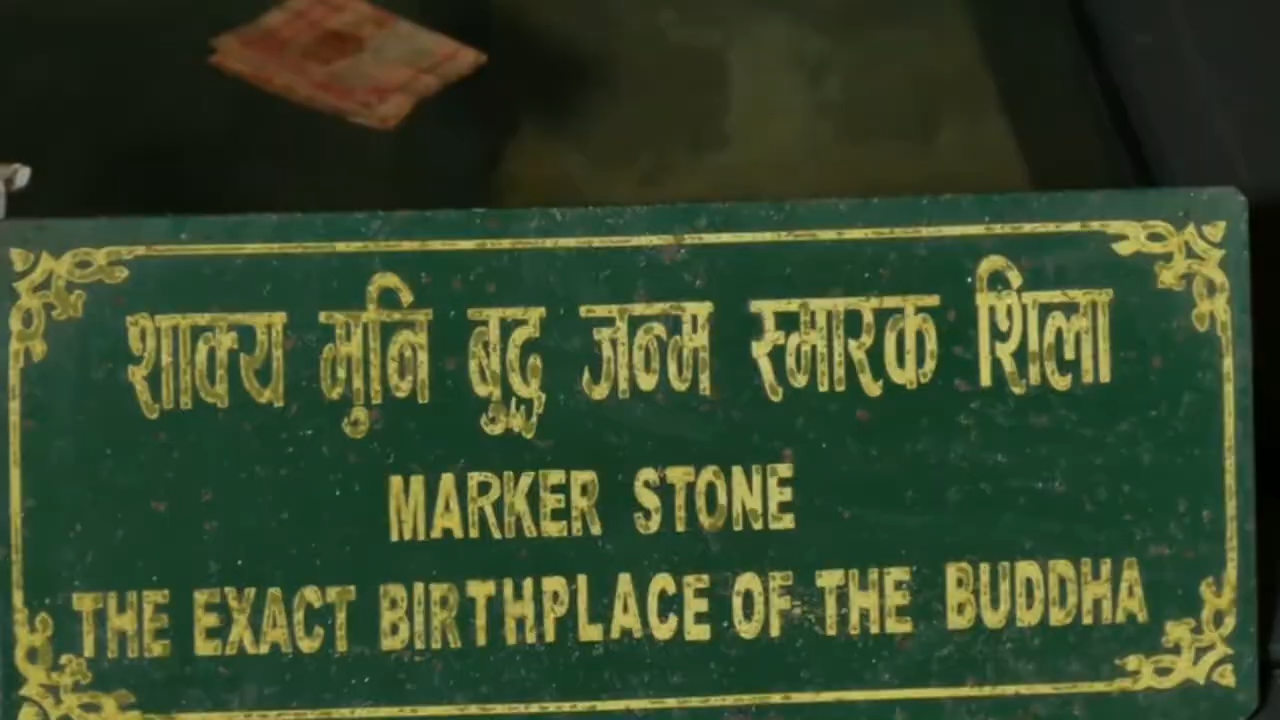 शाक्य मुनि बुद्ध जन्म स्मारक शिला
MARKER STONE
THE EXACT BIRTHPLACE OF THE BUDDHA